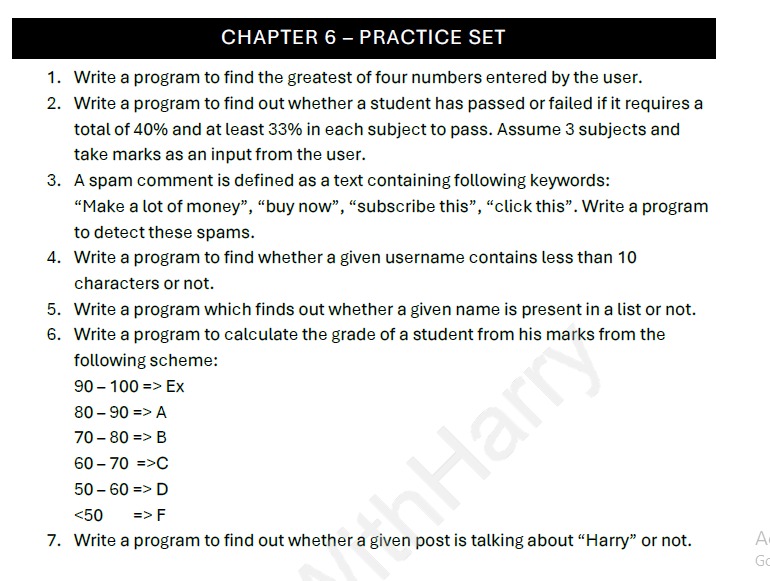 CHAPTER 6 – PRACTICE SET
1. Write a program to find the greatest of four numbers entered by the user.
2. Write a program to find out whether a student has passed or failed if it requires a
total of 40% and at least 33% in each subject to pass. Assume 3 subjects and
take marks as an input from the user.
3. A spam comment is defined as a text containing following keywords:
“Make a lot of money”, “buy now”, “subscribe this”, “click this”. Write a program
to detect these spams.
4. Write a program to find whether a given username contains less than 10
characters or not.
5. Write a program which finds out whether a given name is present in a list or not.
6. Write a program to calculate the grade of a student from his marks from the
following scheme:
90 – 100 => Ex
80 – 90 => A
70 – 80 => B
60 – 70 =>C
50 – 60 => D
<50 => F
7. Write a program to find out whether a given post is talking about “Harry” or not.
WithHarry